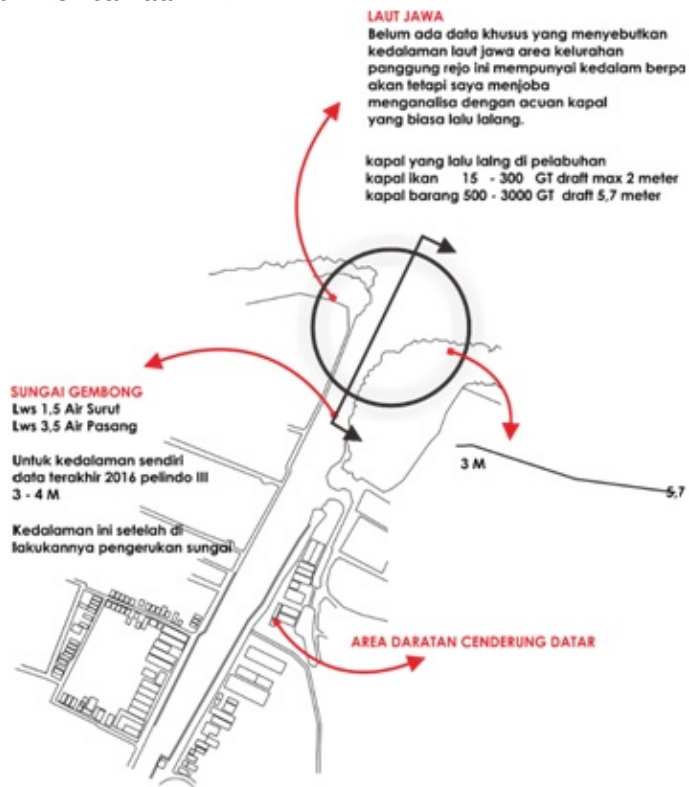 LAUT JAWA
Belum ada data khusus yang menyebutkan
kedalaman laut jawa area kelurahan
panggung rejo ini mempunyai kedalam berpa
akan tetapi saya menjoba
menganalisa dengan acuan kapal
yang biasa lalu lalang.
kapal yang lalu lalng di pelabuhan
kapal ikan 15 - 300 GT draft max 2 meter
kapal barang 500 - 3000 GT draft 5,7 meter
SUNGAI GEMBONG
Lws 1,5 Air Surut
Lws 3,5 Air Pasang
Untuk kedalaman sendiri
data terakhir 2016 pelindo III
3 - 4 M
Kedalaman ini setelah di
lakukannya pengerukan sungai
3 M
5,7
AREA DARATAN CENDERUNG DATAR